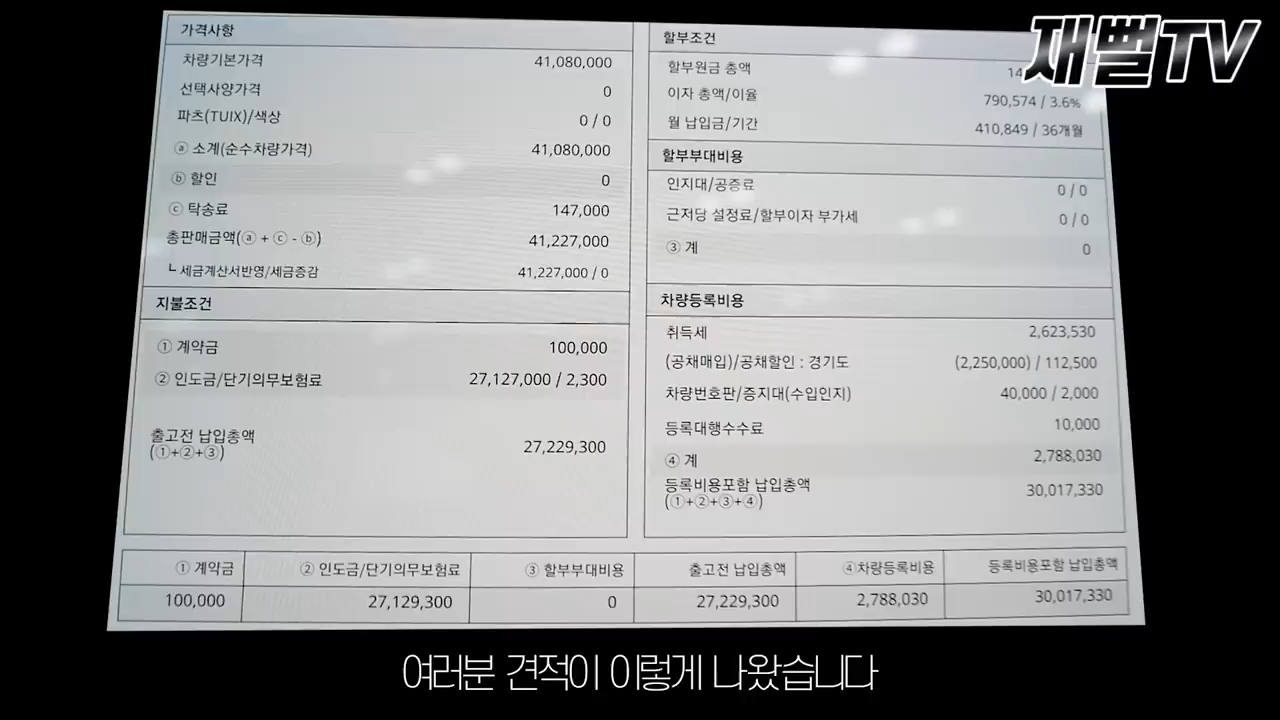 재뻘TV
가격사항
차량기본가격 41,080,000
선택사양가격 0
파츠(TUIX)/색상 0 / 0
ⓐ 소계(순수차량가격) 41,080,000
ⓑ 할인 0
ⓒ 탁송료 147,000
총판매금액(ⓐ + ⓒ - ⓑ) 41,227,000
┗ 세금계산서반영/세금증감 41,227,000 / 0
지불조건
① 계약금 100,000
② 인도금/단기의무보험료 27,127,000 / 2,300
출고전 납입총액 27,229,300
(①+②+③)
할부조건
할부원금 총액
이자 총액/이율 790,574 / 3.6%
월 납입금/기간 410,849 / 36개월
할부부대비용
인지대/공증료 0 / 0
근저당 설정료/할부이자 부가세 0 / 0
③ 계 0
차량등록비용
취득세 2,623,530
(공채매입)/공채할인 : 경기도 (2,250,000) / 112,500
차량번호판/증지대(수입인지) 40,000 / 2,000
등록대행수수료 10,000
④ 계 2,788,030
등록비용포함 납입총액 30,017,330
(①+②+③+④)
① 계약금 ② 인도금/단기의무보험료 ③ 할부부대비용 출고전 납입총액 ④차량등록비용 등록비용포함 납입총액
100,000 27,129,300 0 27,229,300 2,788,030 30,017,330
여러분 견적이 이렇게 나왔습니다